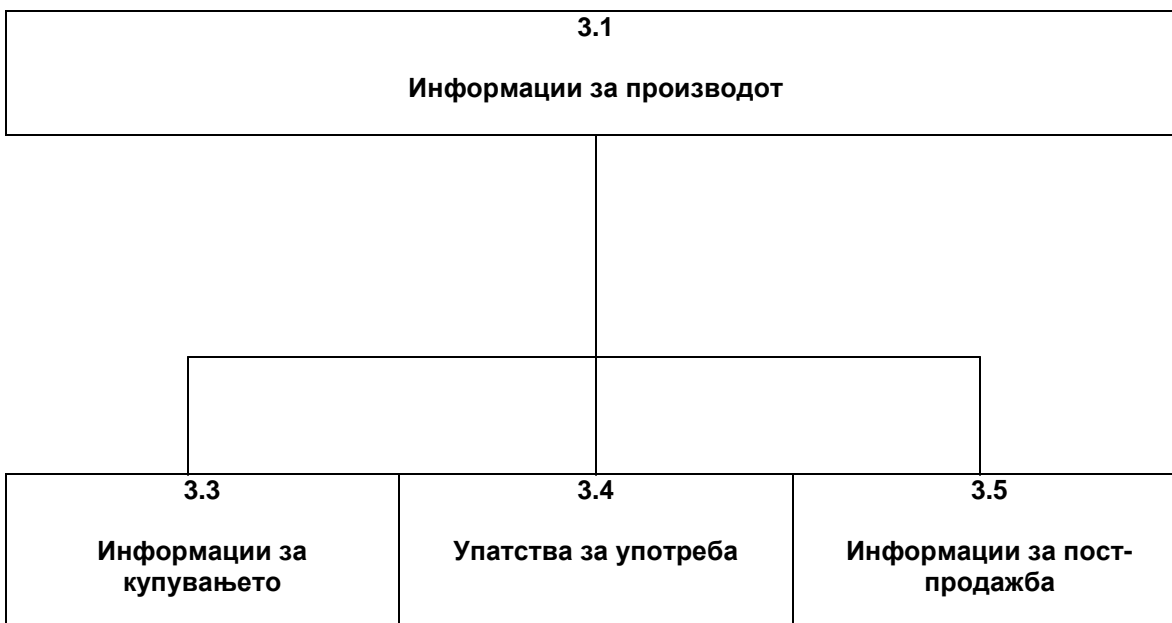 3.1
Информации за производот
3.3
Информации за
купувањето
3.4
Упатства за употреба
3.5
Информации за пост-
продажба